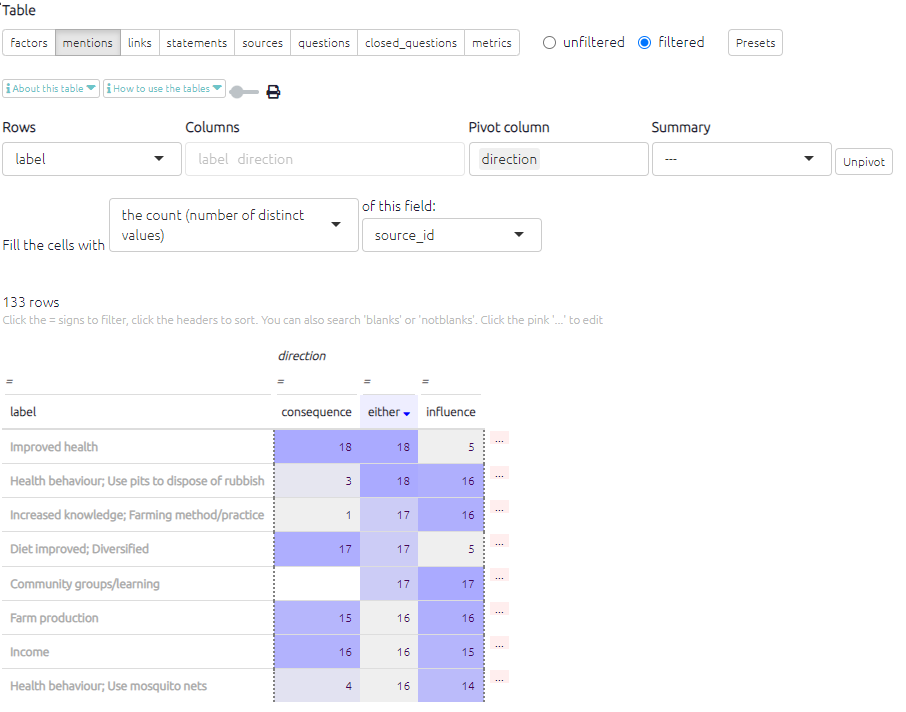 Table
factors mentions links statements sources questions closed_questions metrics unfiltered filtered Presets
About this table How to use the tables
Rows Columns Pivot column Summary
label label direction direction --- Unpivot
Fill the cells with the count (number of distinct values) of this field: source_id
133 rows
Click the = signs to filter, click the headers to sort. You can also search 'blanks' or 'notblanks'. Click the pink '...' to edit
direction
= = = =
label consequence either influence
Improved health 18 18 5 ...
Health behaviour; Use pits to dispose of rubbish 3 18 16 ...
Increased knowledge; Farming method/practice 1 17 16 ...
Diet improved; Diversified 17 17 5 ...
Community groups/learning 17 17 ...
Farm production 15 16 16 ...
Income 16 16 15 ...
Health behaviour; Use mosquito nets 4 16 14 ...